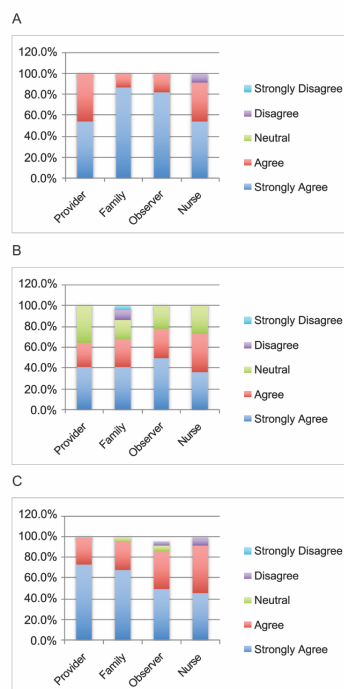 A
120.0%
100.0%
80.0%
60.0%
40.0%
20.0%
0.0%
Provider
Family
Observer
Nurse
Strongly Disagree
Disagree
Neutral
Agree
Strongly Agree
B
120.0%
100.0%
80.0%
60.0%
40.0%
20.0%
0.0%
Provider
Family
Observer
Nurse
Strongly Disagree
Disagree
Neutral
Agree
Strongly Agree
C
120.0%
100.0%
80.0%
60.0%
40.0%
20.0%
0.0%
Provider
Family
Observer
Nurse
Strongly Disagree
Disagree
Neutral
Agree
Strongly Agree